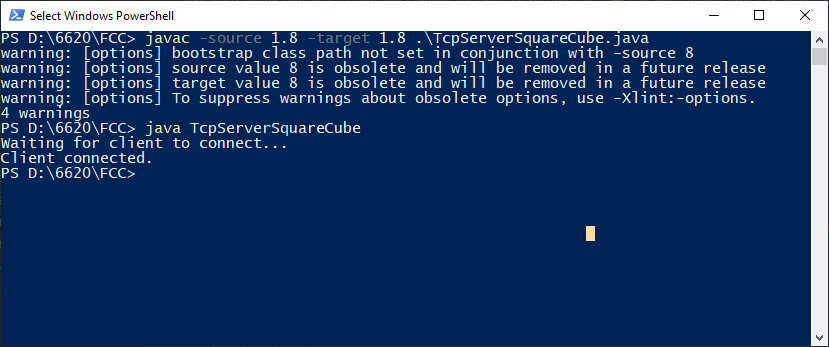 Select Windows PowerShell
PS D:\6620\FCC> javac -source 1.8 -target 1.8 .\TcpServerSquareCube.java
warning: [options] bootstrap class path not set in conjunction with -source 8
warning: [options] source value 8 is obsolete and will be removed in a future release
warning: [options] target value 8 is obsolete and will be removed in a future release
warning: [options] To suppress warnings about obsolete options, use -Xlint:-options.
4 warnings
PS D:\6620\FCC> java TcpServerSquareCube
Waiting for client to connect...
Client connected.
PS D:\6620\FCC>